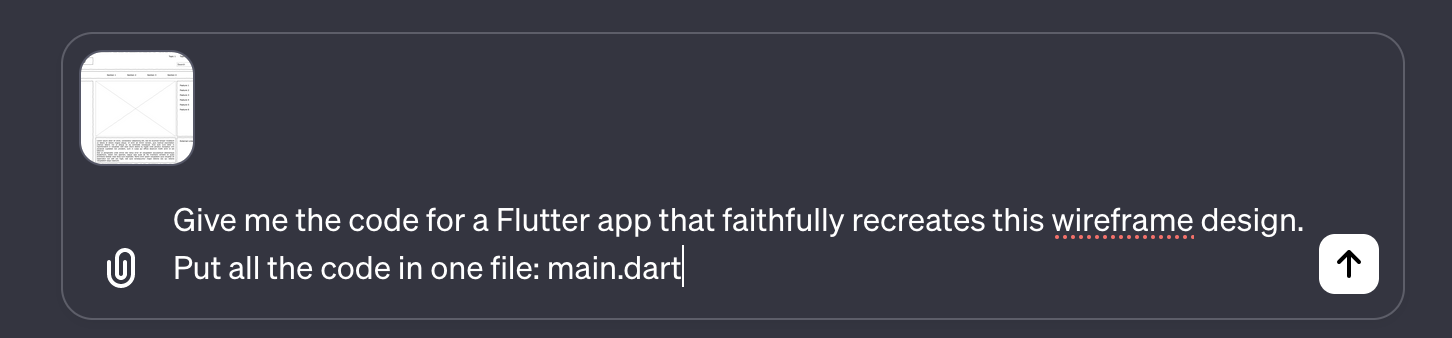 Give me the code for a Flutter app that faithfully recreates this wireframe design.
Put all the code in one file: main.dart